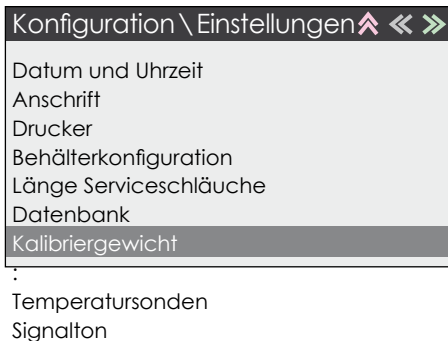 Konfiguration \ Einstellungen
Datum und Uhrzeit
Anschrift
Drucker
Behälterkonfiguration
Länge Serviceschläuche
Datenbank
Kalibriergewicht
:
Temperatursonden
Signalton